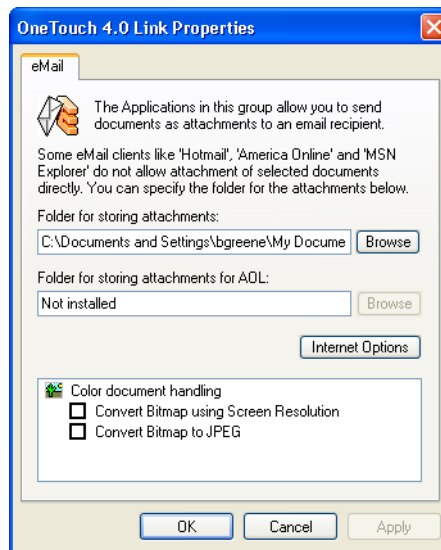 OneTouch 4.0 Link Properties
eMail
The Applications in this group allow you to send
documents as attachments to an email recipient.
Some eMail clients like 'Hotmail', 'America Online' and 'MSN
Explorer' do not allow attachment of selected documents
directly. You can specify the folder for the attachments below.
Folder for storing attachments:
C:\Documents and Settings\bgreene\My Docume Browse
Folder for storing attachments for AOL:
Not installed Browse
Internet Options
Color document handling
Convert Bitmap using Screen Resolution
Convert Bitmap to JPEG
OK Cancel Apply